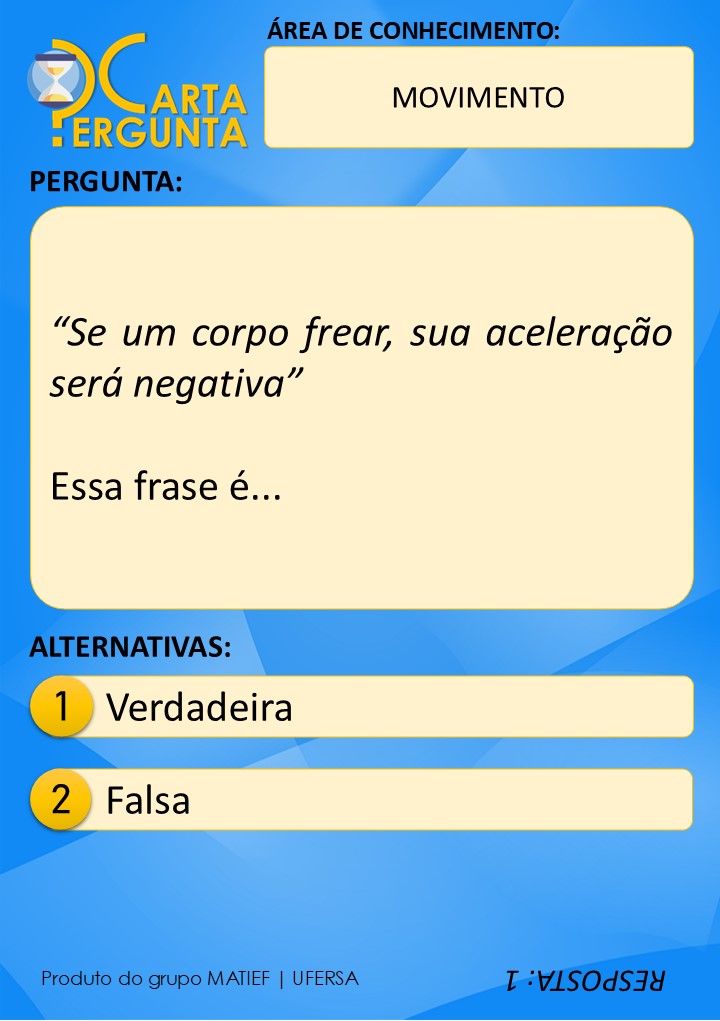 ÁREA DE CONHECIMENTO:
CARTA
PERGUNTA
MOVIMENTO
PERGUNTA:
“Se um corpo frear, sua aceleração
será negativa”
Essa frase é...
ALTERNATIVAS:
1 Verdadeira
2 Falsa
Produto do grupo MATIEF | UFERSA
RESPOSTA: 1